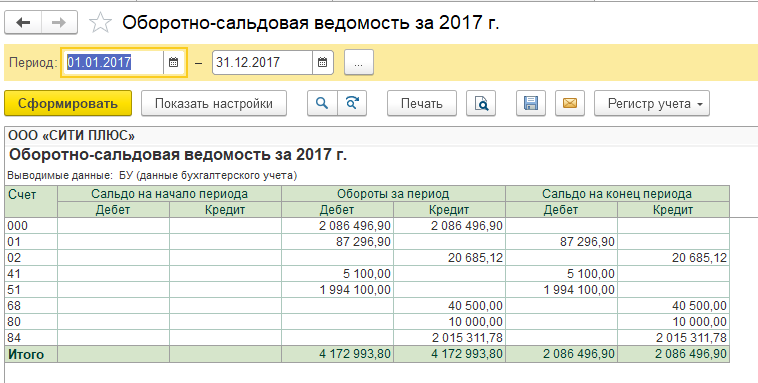 Оборотно-сальдовая ведомость за 2017 г.
Период: 01.01.2017 – 31.12.2017 ...
Сформировать Показать настройки Печать Регистр учета
ООО «СИТИ ПЛЮС»
Оборотно-сальдовая ведомость за 2017 г.
Выводимые данные: БУ (данные бухгалтерского учета)
Счет Сальдо на начало периода Обороты за период Сальдо на конец периода
Дебет Кредит Дебет Кредит Дебет Кредит
000 2 086 496,90 2 086 496,90
01 87 296,90 87 296,90
02 20 685,12 20 685,12
41 5 100,00 5 100,00
51 1 994 100,00 1 994 100,00
68 40 500,00 40 500,00
80 10 000,00 10 000,00
84 2 015 311,78 2 015 311,78
Итого 4 172 993,80 4 172 993,80 2 086 496,90 2 086 496,90